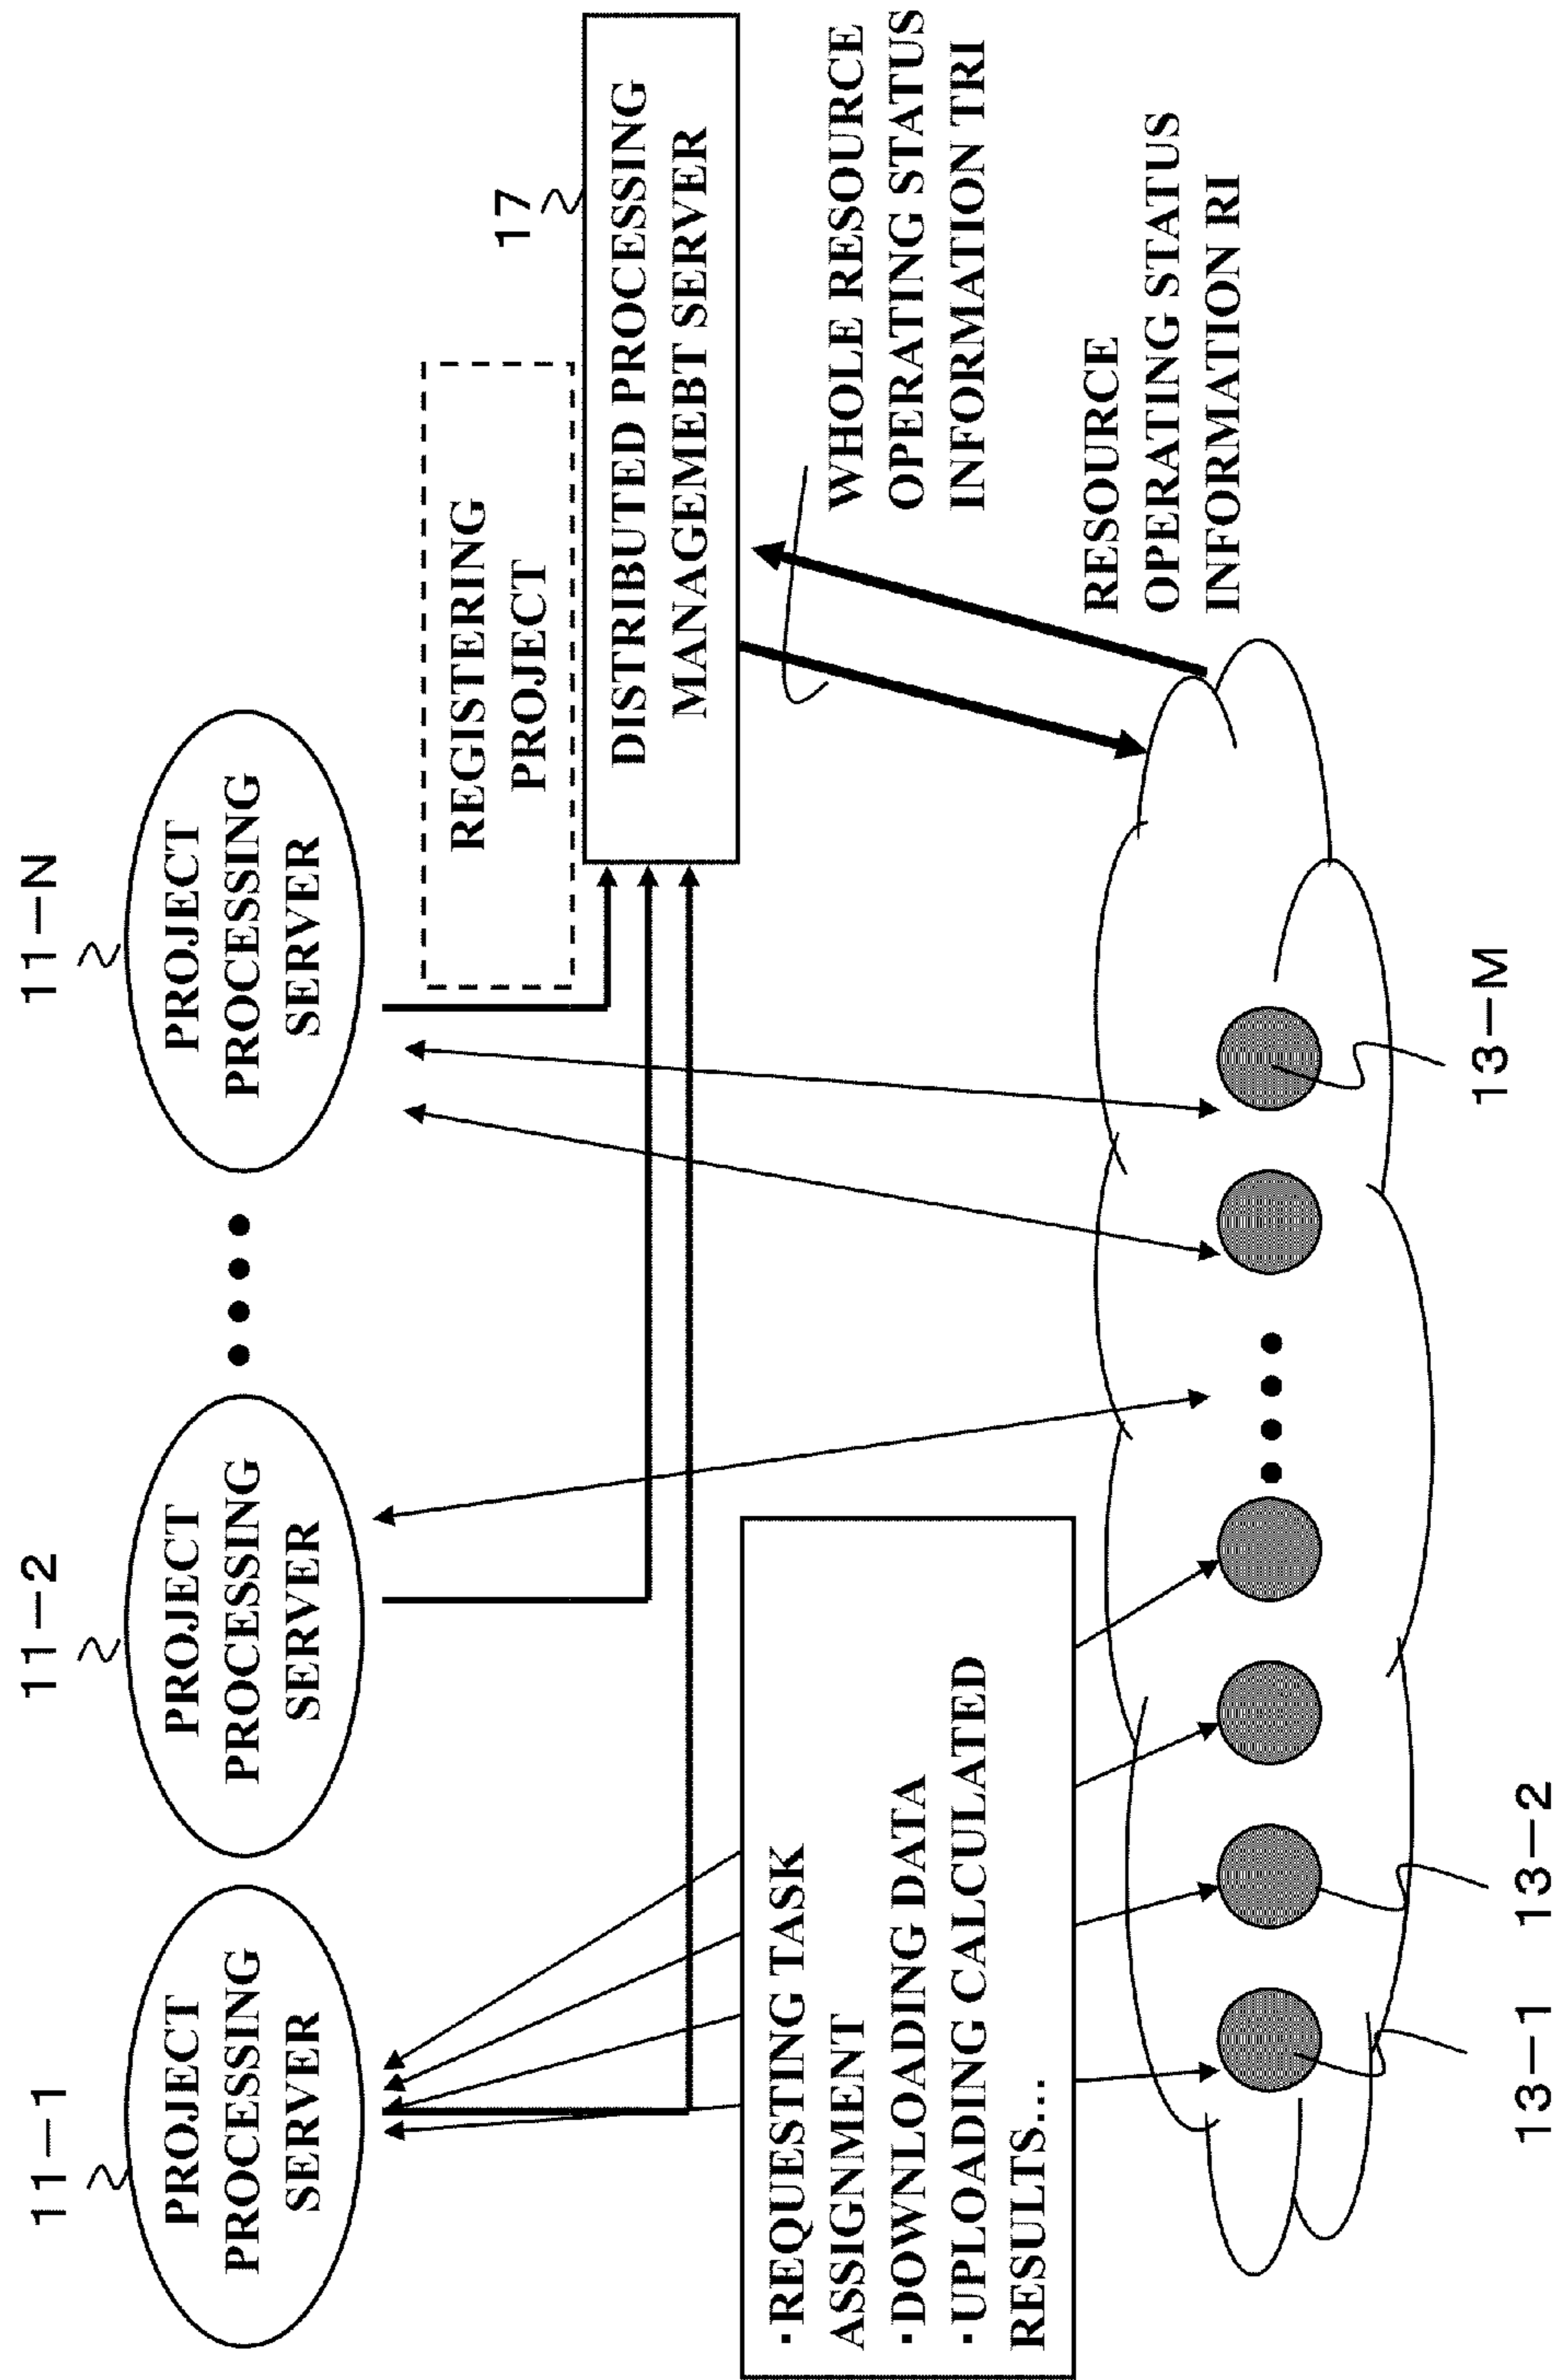 11-1
11-2
11-N
PROJECT
PROCESSING
SERVER
PROJECT
PROCESSING
SERVER
PROJECT
PROCESSING
SERVER
REGISTERING
PROJECT
17
DISTRIBUTED PROCESSING
MANAGEMEBT SERVER
·REQUESTING TASK
ASSIGNMENT
·DOWNLOADING DATA
·UPLOADING CALCULATED
RESULTS...
WHOLE RESOURCE
OPERATING STATUS
INFORMATION TRI
RESOURCE
OPERATING STATUS
INFORMATION RI
13-1
13-2
13-M